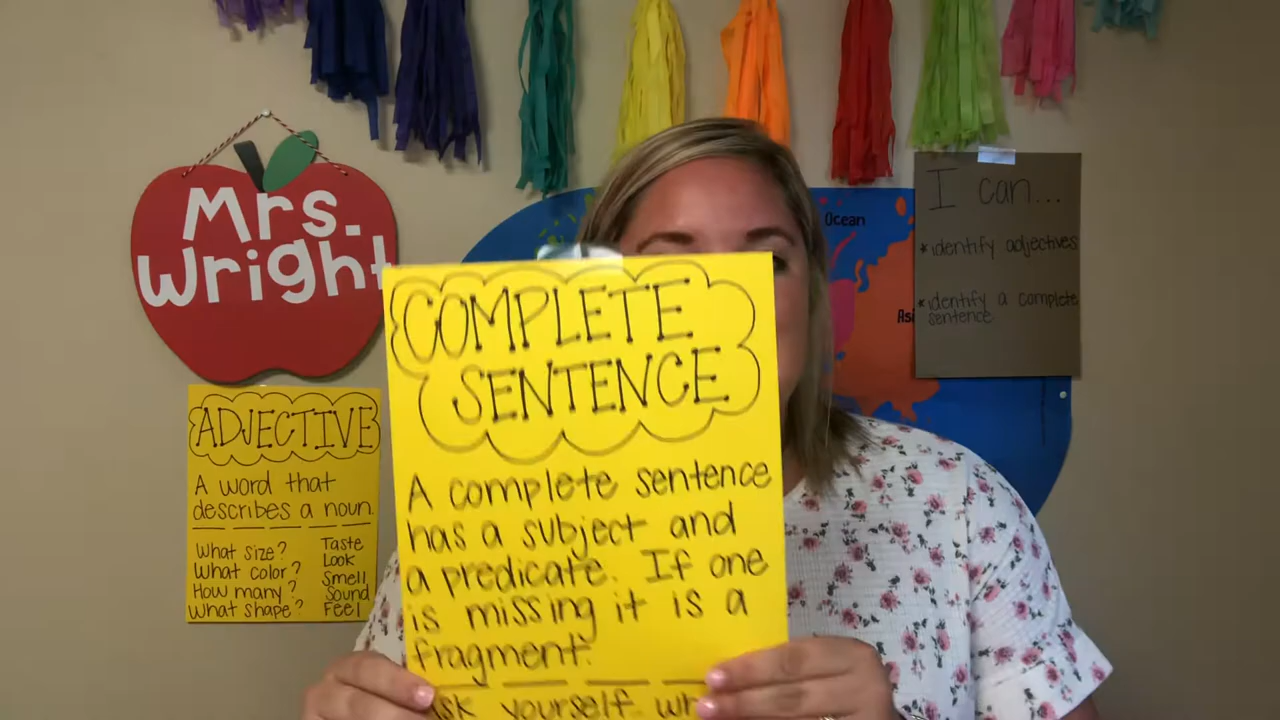 Mrs.
Wright
ADJECTIVE
A word that
describes a noun.
What size? Taste
What color? Look
How many? Smell
What shape? Sound
Feel
COMPLETE
SENTENCE
A complete sentence
has a subject and
a predicate. If one
is missing it is a
fragment.
yourself
Ocean
I can...
*identify adjectives
*identify a complete
sentence.